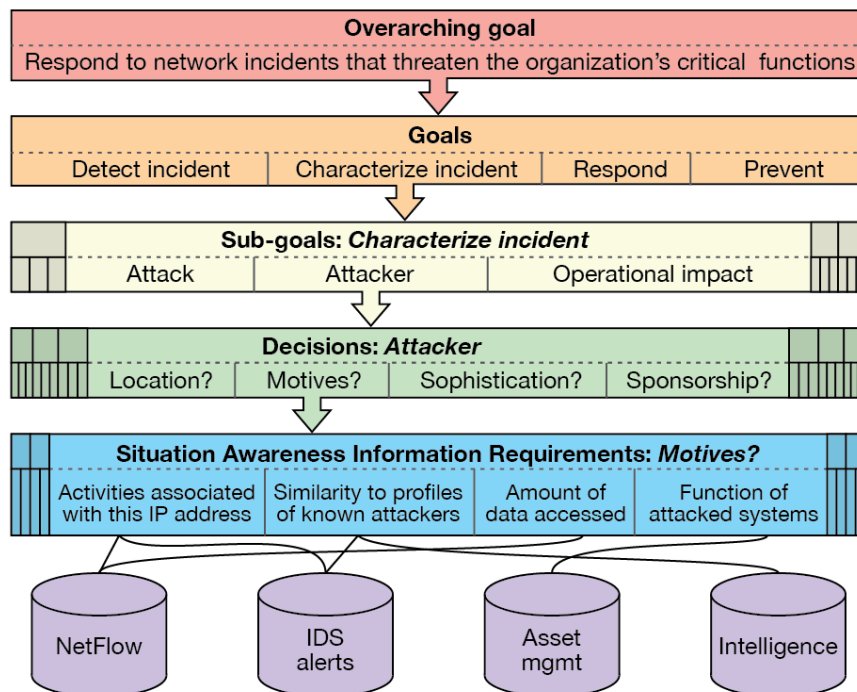 Overarching goal
Respond to network incidents that threaten the organization's critical functions
Goals
Detect incident
Characterize incident
Respond
Prevent
Sub-goals: Characterize incident
Attack
Attacker
Operational impact
Decisions: Attacker
Location?
Motives?
Sophistication?
Sponsorship?
Situation Awareness Information Requirements: Motives?
Activities associated
with this IP address
Similarity to profiles
of known attackers
Amount of
data accessed
Function of
attacked systems
NetFlow
IDS
alerts
Asset
mgmt
Intelligence